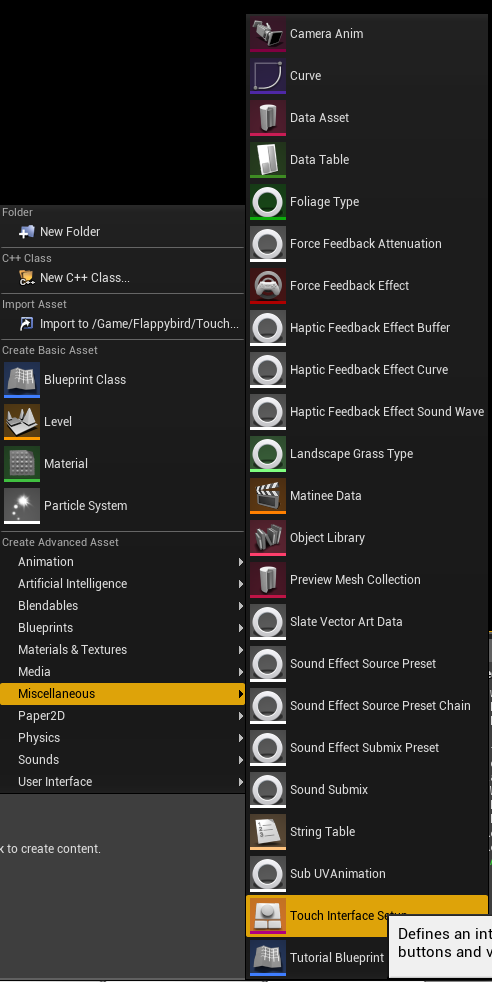 Folder
New Folder
C++ Class
New C++ Class...
Import Asset
Import to /Game/Flappybird/Touch...
Create Basic Asset
Blueprint Class
Level
Material
Particle System
Create Advanced Asset
Animation
Artificial Intelligence
Blendables
Blueprints
Materials & Textures
Media
Miscellaneous
Paper2D
Physics
Sounds
User Interface
k to create content.
Camera Anim
Curve
Data Asset
Data Table
Foliage Type
Force Feedback Attenuation
Force Feedback Effect
Haptic Feedback Effect Buffer
Haptic Feedback Effect Curve
Haptic Feedback Effect Sound Wave
Landscape Grass Type
Matinee Data
Object Library
Preview Mesh Collection
Slate Vector Art Data
Sound Effect Source Preset
Sound Effect Source Preset Chain
Sound Effect Submix Preset
Sound Submix
String Table
Sub UVAnimation
Touch Interface Setup
Tutorial Blueprint
Defines an int
buttons and v